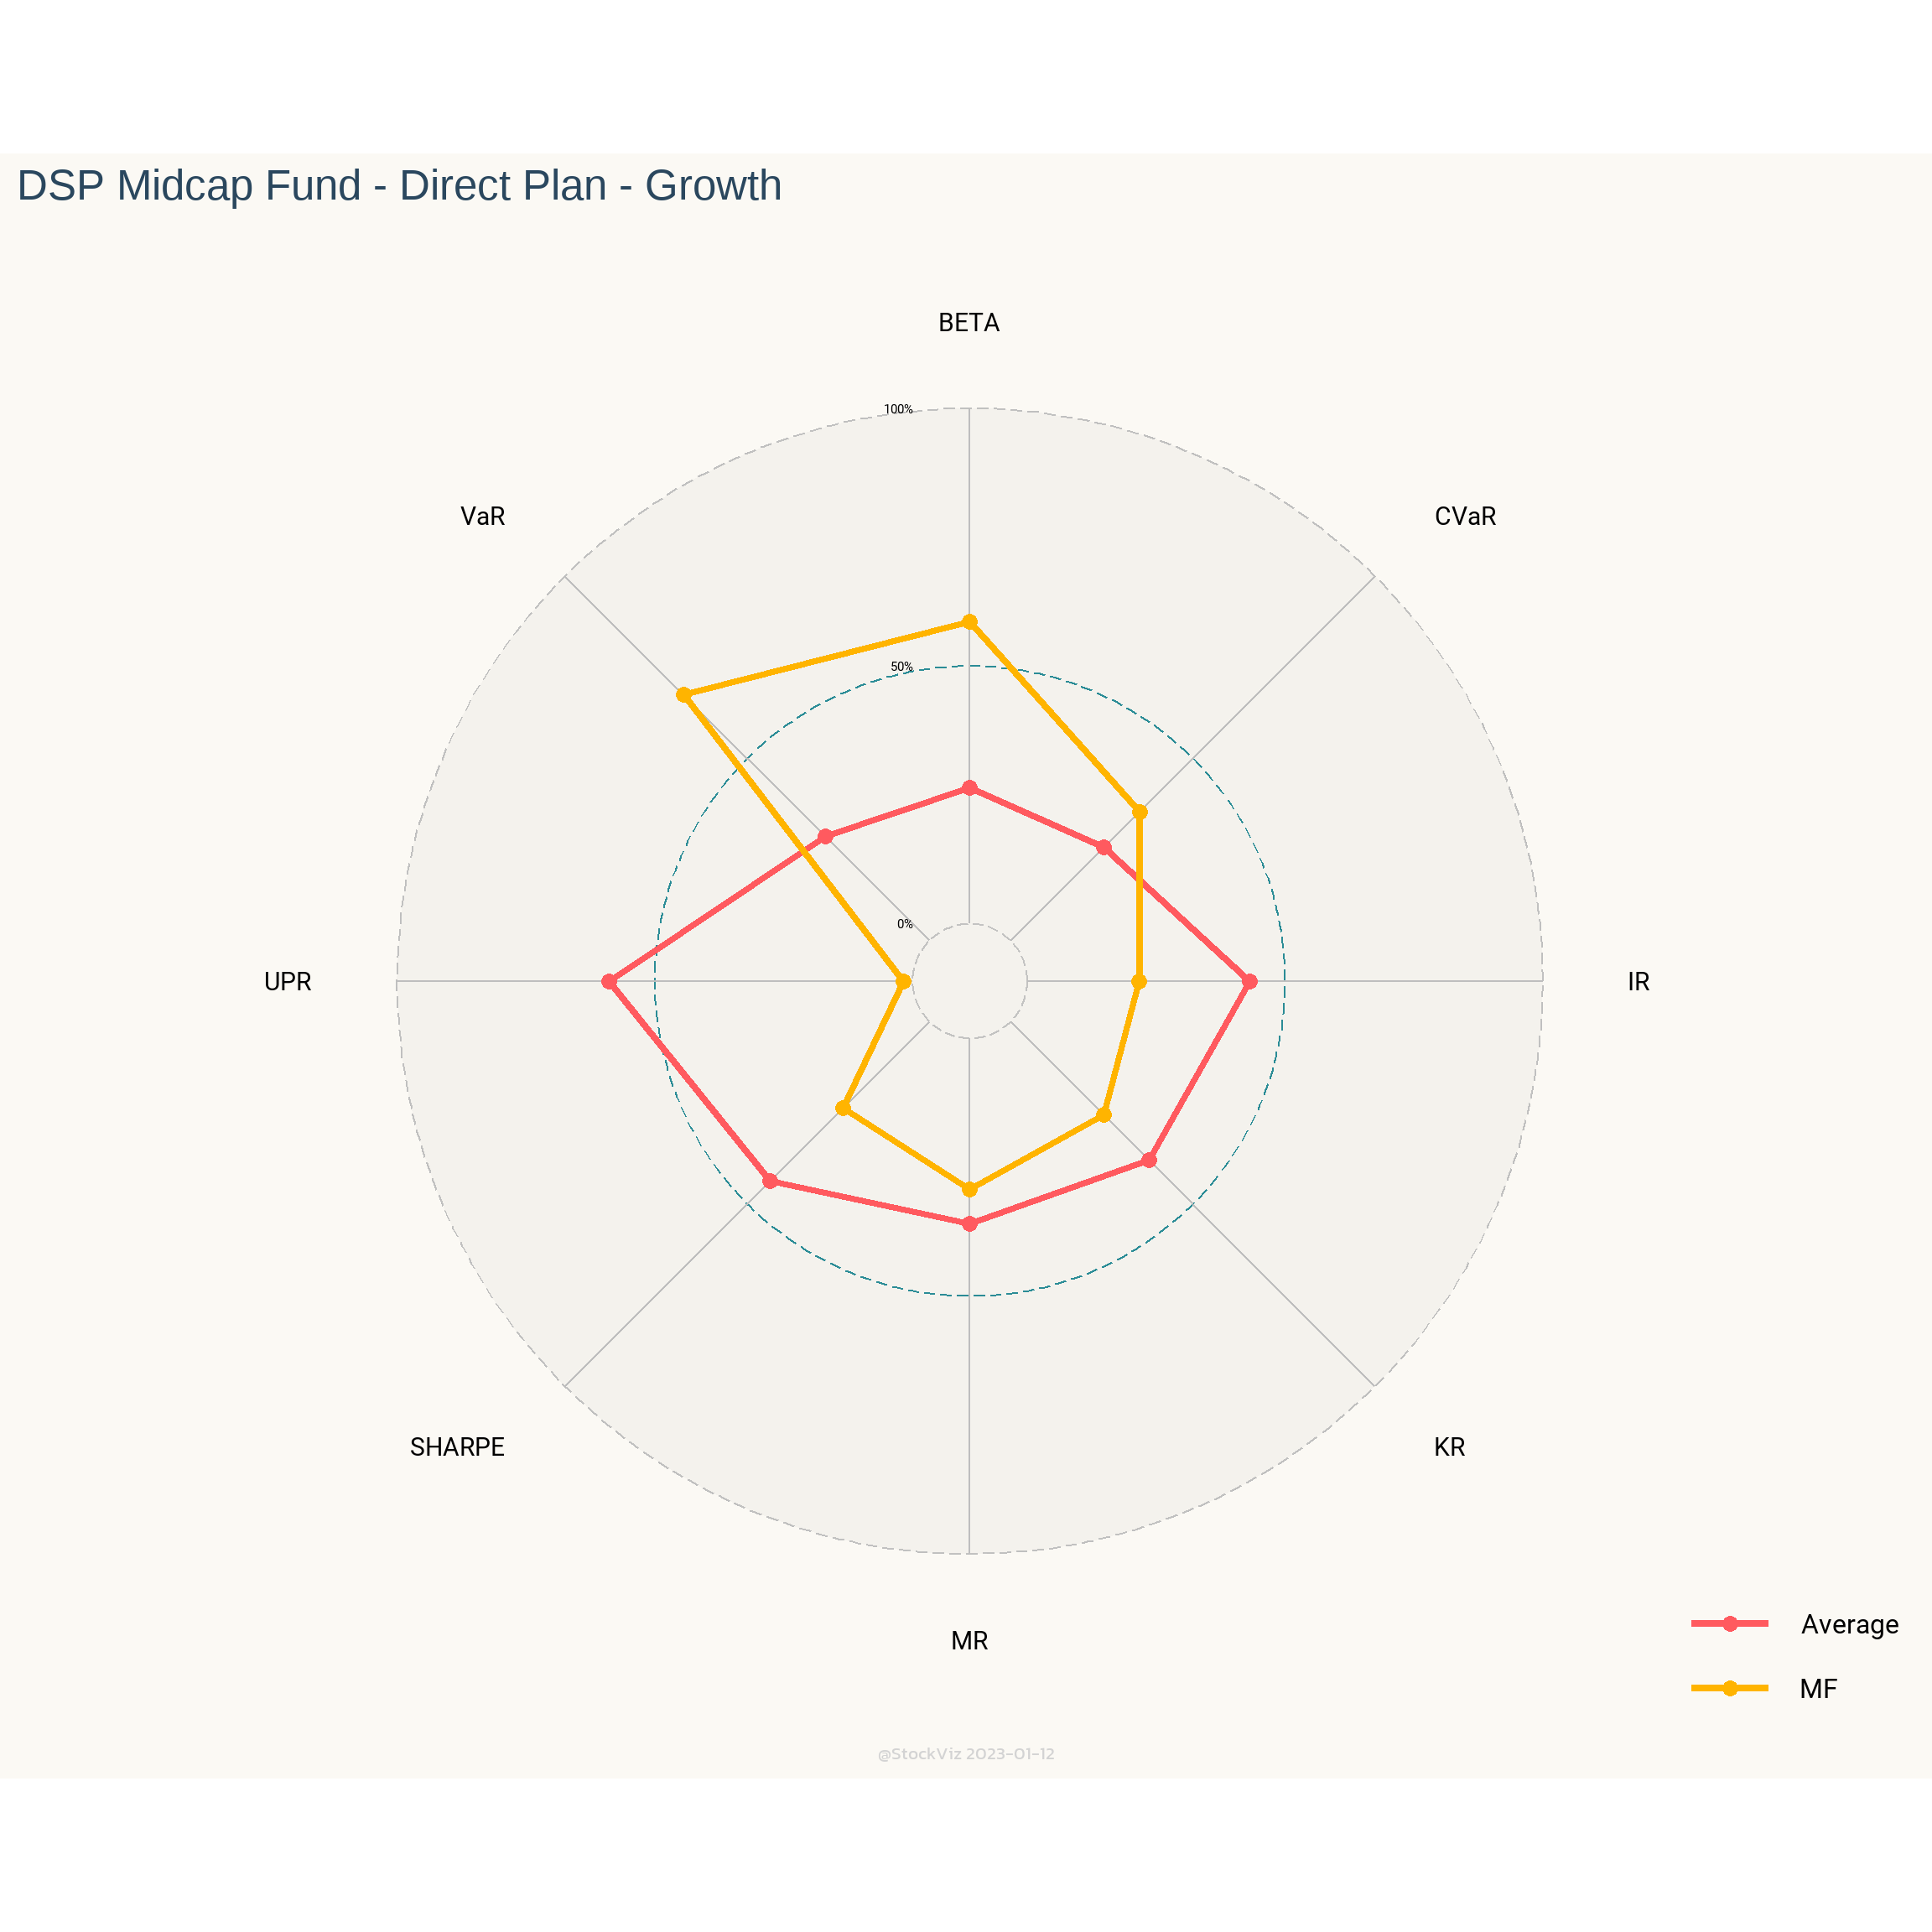 DSP Midcap Fund - Direct Plan - Growth
BETA
100%
VaR
CVaR
50%
0%
UPR
IR
SHARPE
KR
MR
Average
MF
@StockViz 2023-01-12